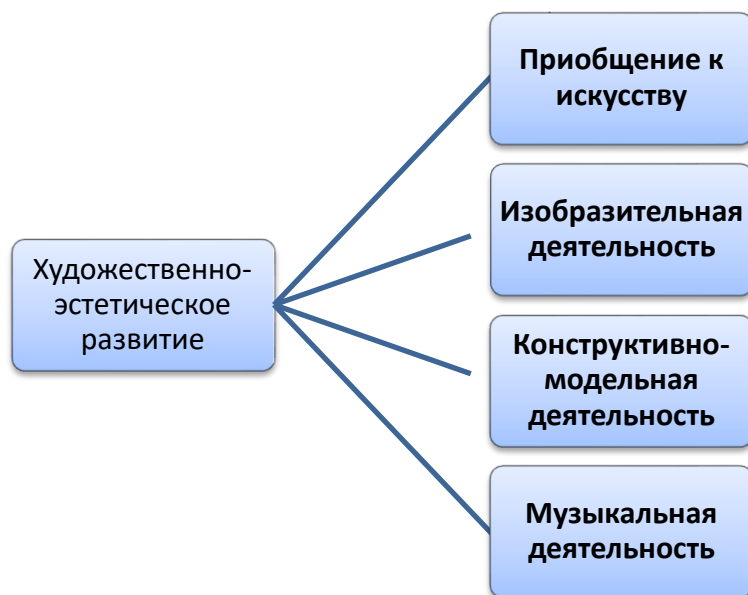 Приобщение к
искусству
Изобразительная
деятельность
Художественно-
эстетическое
развитие
Конструктивно-
модельная
деятельность
Музыкальная
деятельность